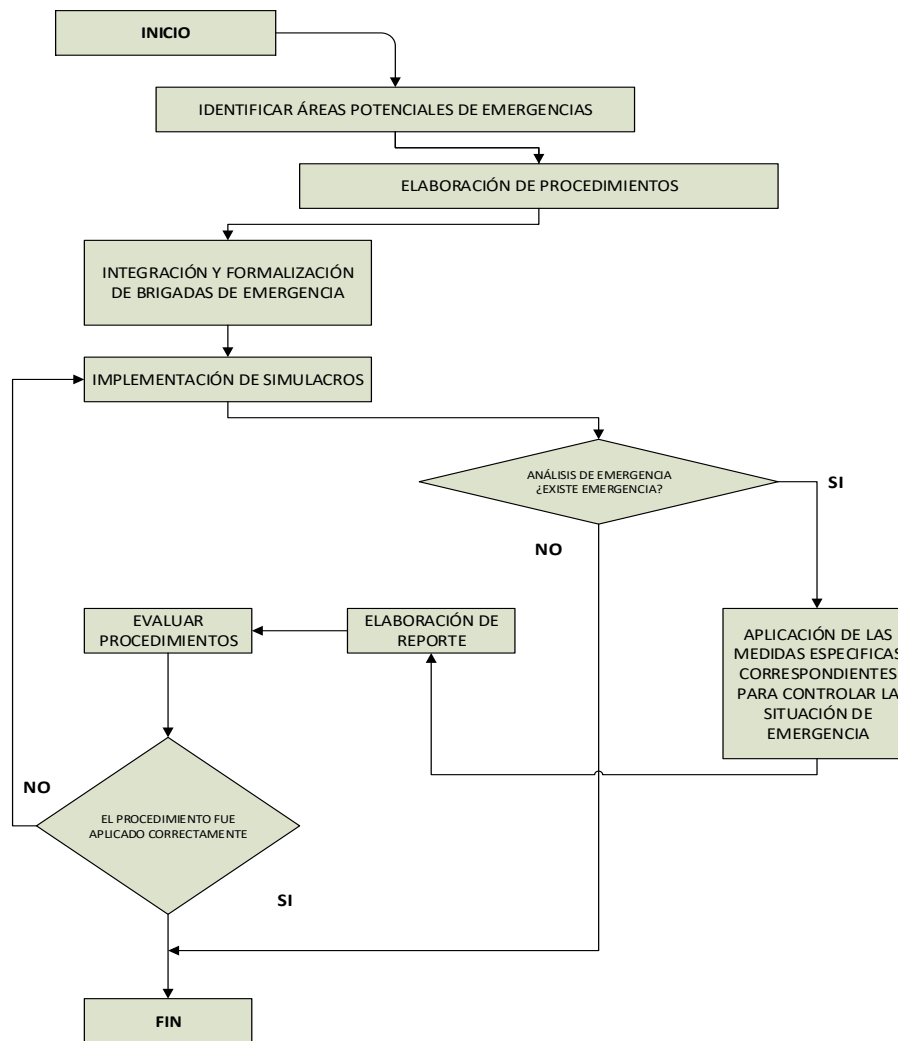 INICIO
IDENTIFICAR ÁREAS POTENCIALES DE EMERGENCIAS
ELABORACIÓN DE PROCEDIMIENTOS
INTEGRACIÓN Y FORMALIZACIÓN
DE BRIGADAS DE EMERGENCIA
IMPLEMENTACIÓN DE SIMULACROS
ANÁLISIS DE EMERGENCIA
¿EXISTE EMERGENCIA?
SI
NO
EVALUAR
PROCEDIMIENTOS
ELABORACIÓN DE
REPORTE
APLICACIÓN DE LAS
MEDIDAS ESPECIFICAS
CORRESPONDIENTES
PARA CONTROLAR LA
SITUACIÓN DE
EMERGENCIA
NO
EL PROCEDIMIENTO FUE
APLICADO CORRECTAMENTE
SI
FIN